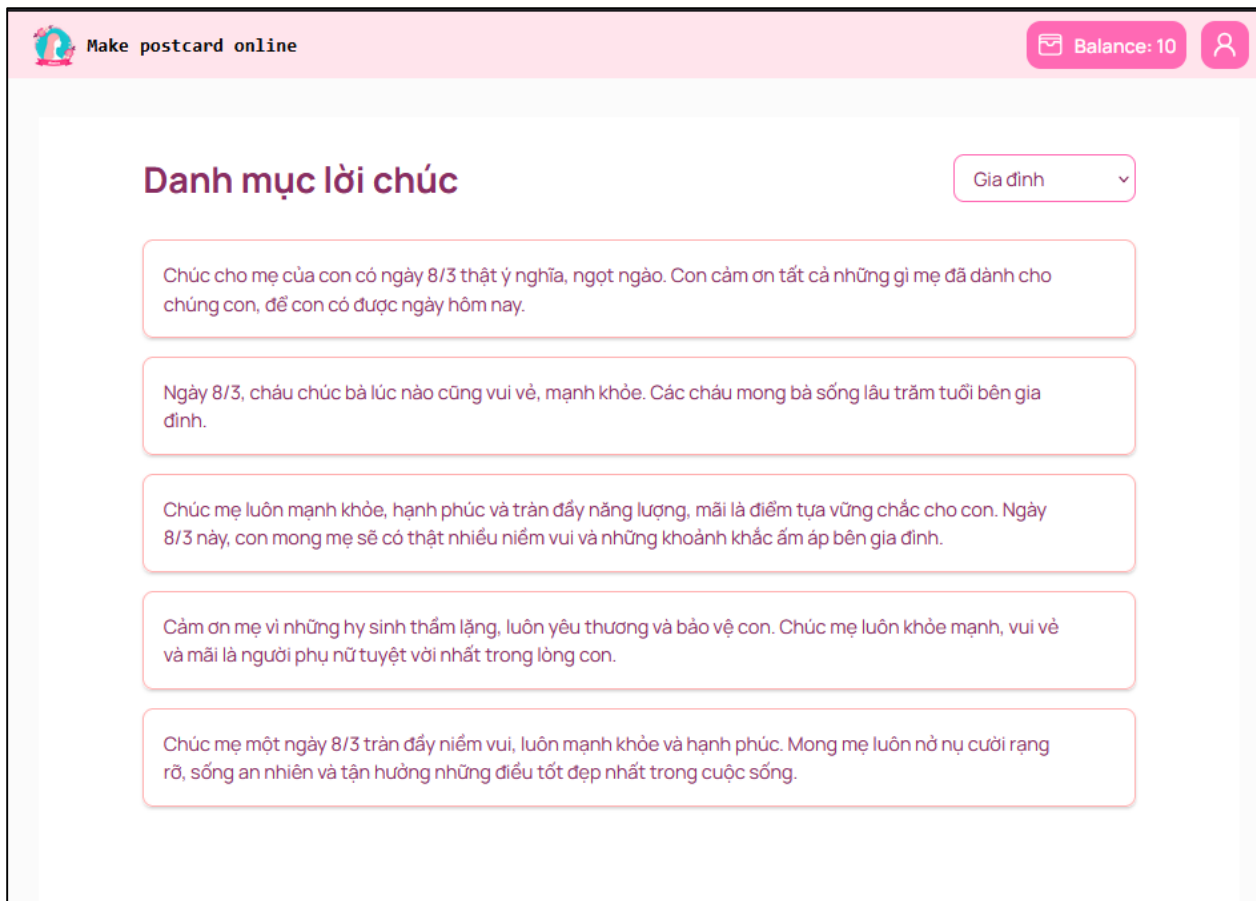 Make postcard online
Balance: 10
Danh mục lời chúc
Gia đình
Chúc cho mẹ của con có ngày 8/3 thật ý nghĩa, ngọt ngào. Con cảm ơn tất cả những gì mẹ đã dành cho
chúng con, để con có được ngày hôm nay.
Ngày 8/3, cháu chúc bà lúc nào cũng vui vẻ, mạnh khỏe. Các cháu mong bà sống lâu trăm tuổi bên gia
đình.
Chúc mẹ luôn mạnh khỏe, hạnh phúc và tràn đầy năng lượng, mãi là điểm tựa vững chắc cho con. Ngày
8/3 này, con mong mẹ sẽ có thật nhiều niềm vui và những khoảnh khắc ấm áp bên gia đình.
Cảm ơn mẹ vì những hy sinh thầm lặng, luôn yêu thương và bảo vệ con. Chúc mẹ luôn khỏe mạnh, vui vẻ
và mãi là người phụ nữ tuyệt vời nhất trong lòng con.
Chúc mẹ một ngày 8/3 tràn đầy niềm vui, luôn mạnh khỏe và hạnh phúc. Mong mẹ luôn nở nụ cười rạng
rỡ, sống an nhiên và tận hưởng những điều tốt đẹp nhất trong cuộc sống.